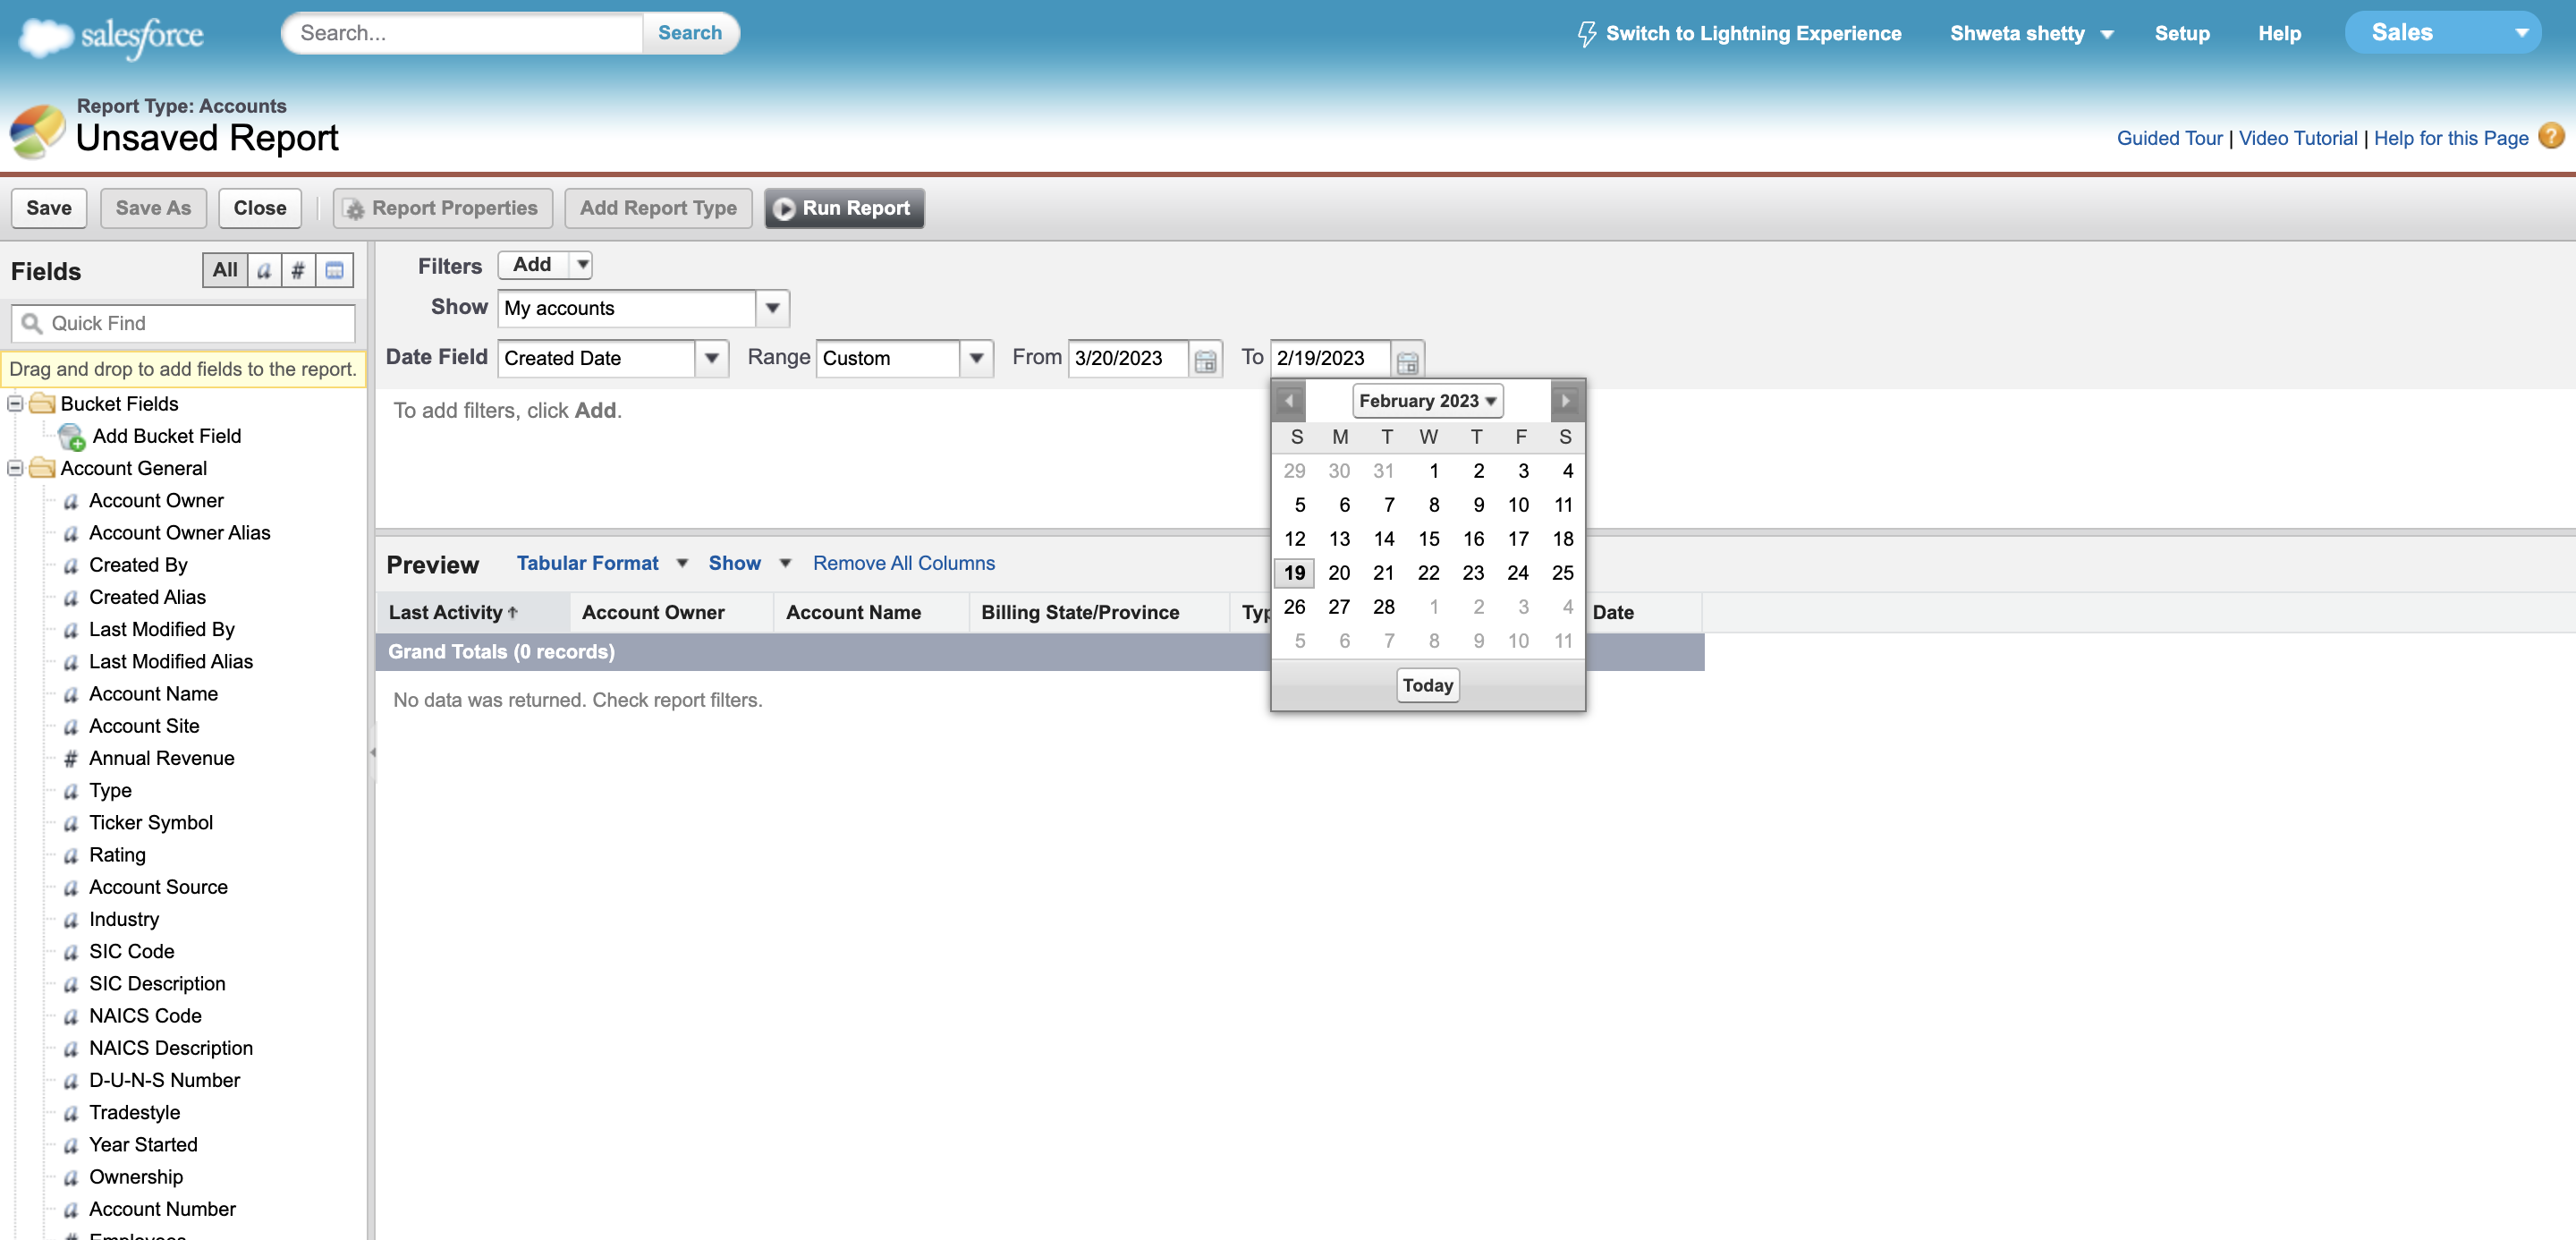 salesforce
Search...
Search
Switch to Lightning Experience
Shweta shetty
Setup
Help
Sales
Report Type: Accounts
Unsaved Report
Guided Tour | Video Tutorial | Help for this Page ?
Save
Save As
Close
Report Properties
Add Report Type
Run Report
Fields
All a #
Quick Find
Drag and drop to add fields to the report.
Bucket Fields
Add Bucket Field
Account General
a Account Owner
a Account Owner Alias
a Created By
a Created Alias
a Last Modified By
a Last Modified Alias
a Account Name
a Account Site
# Annual Revenue
a Type
a Ticker Symbol
a Rating
a Account Source
a Industry
a SIC Code
a SIC Description
a NAICS Code
a NAICS Description
a D-U-N-S Number
a Tradestyle
a Year Started
a Ownership
a Account Number
# Employees
Filters Add
Show My accounts
Date Field Created Date Range Custom From 3/20/2023 To 2/19/2023
To add filters, click Add.
February 2023
S M T W T F S
29 30 31 1 2 3 4
5 6 7 8 9 10 11
12 13 14 15 16 17 18
19 20 21 22 23 24 25
26 27 28 1 2 3 4
5 6 7 8 9 10 11
Today
Preview Tabular Format Show Remove All Columns
Last Activity↑ Account Owner Account Name Billing State/Province Typ Date
Grand Totals (0 records)
No data was returned. Check report filters.